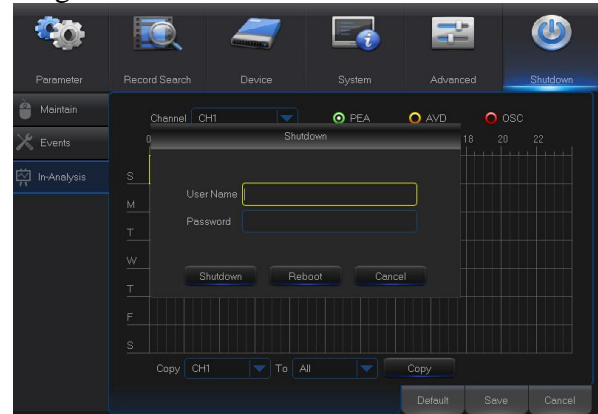 Parameter Record Search Device System Advanced Shutdown
Maintain
Events
In-Analysis
Channel CH1 PEA AVD OSC
0 18 20 22
Shutdown
S
User Name
M
Password
T
W
Shutdown Reboot Cancel
T
F
S
Copy CH1 To All Copy
Default Save Cancel